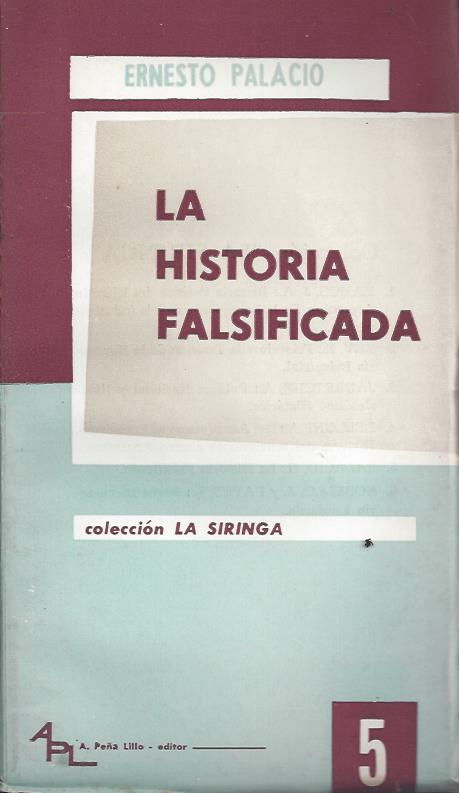 ERNESTO PALACIO
LA
HISTORIA
FALSIFICADA
colección LA SIRINGA
APL
A. Peña Lillo - editor
5